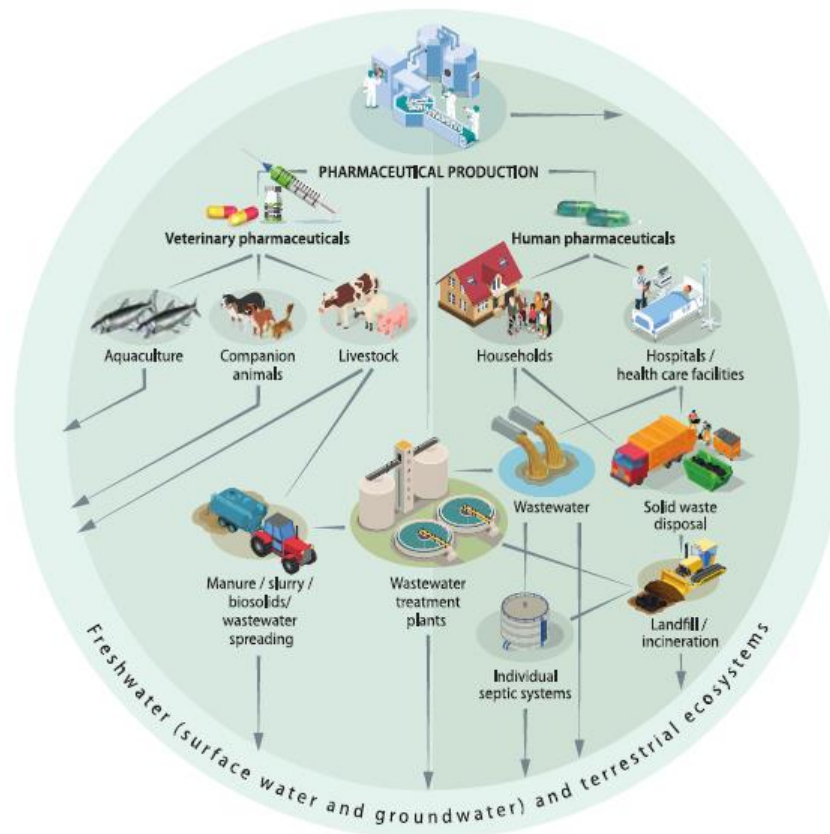 PHARMACEUTICAL PRODUCTION
Veterinary pharmaceuticals
Human pharmaceuticals
Aquaculture
Companion
animals
Livestock
Households
Hospitals /
health care facilities
Wastewater
Solid waste
disposal
Manure / slurry /
biosolids/
wastewater
spreading
Wastewater
treatment
plants
Individual
septic systems
Landfill /
incineration
Freshwater (surface water and groundwater) and terrestrial ecosystems